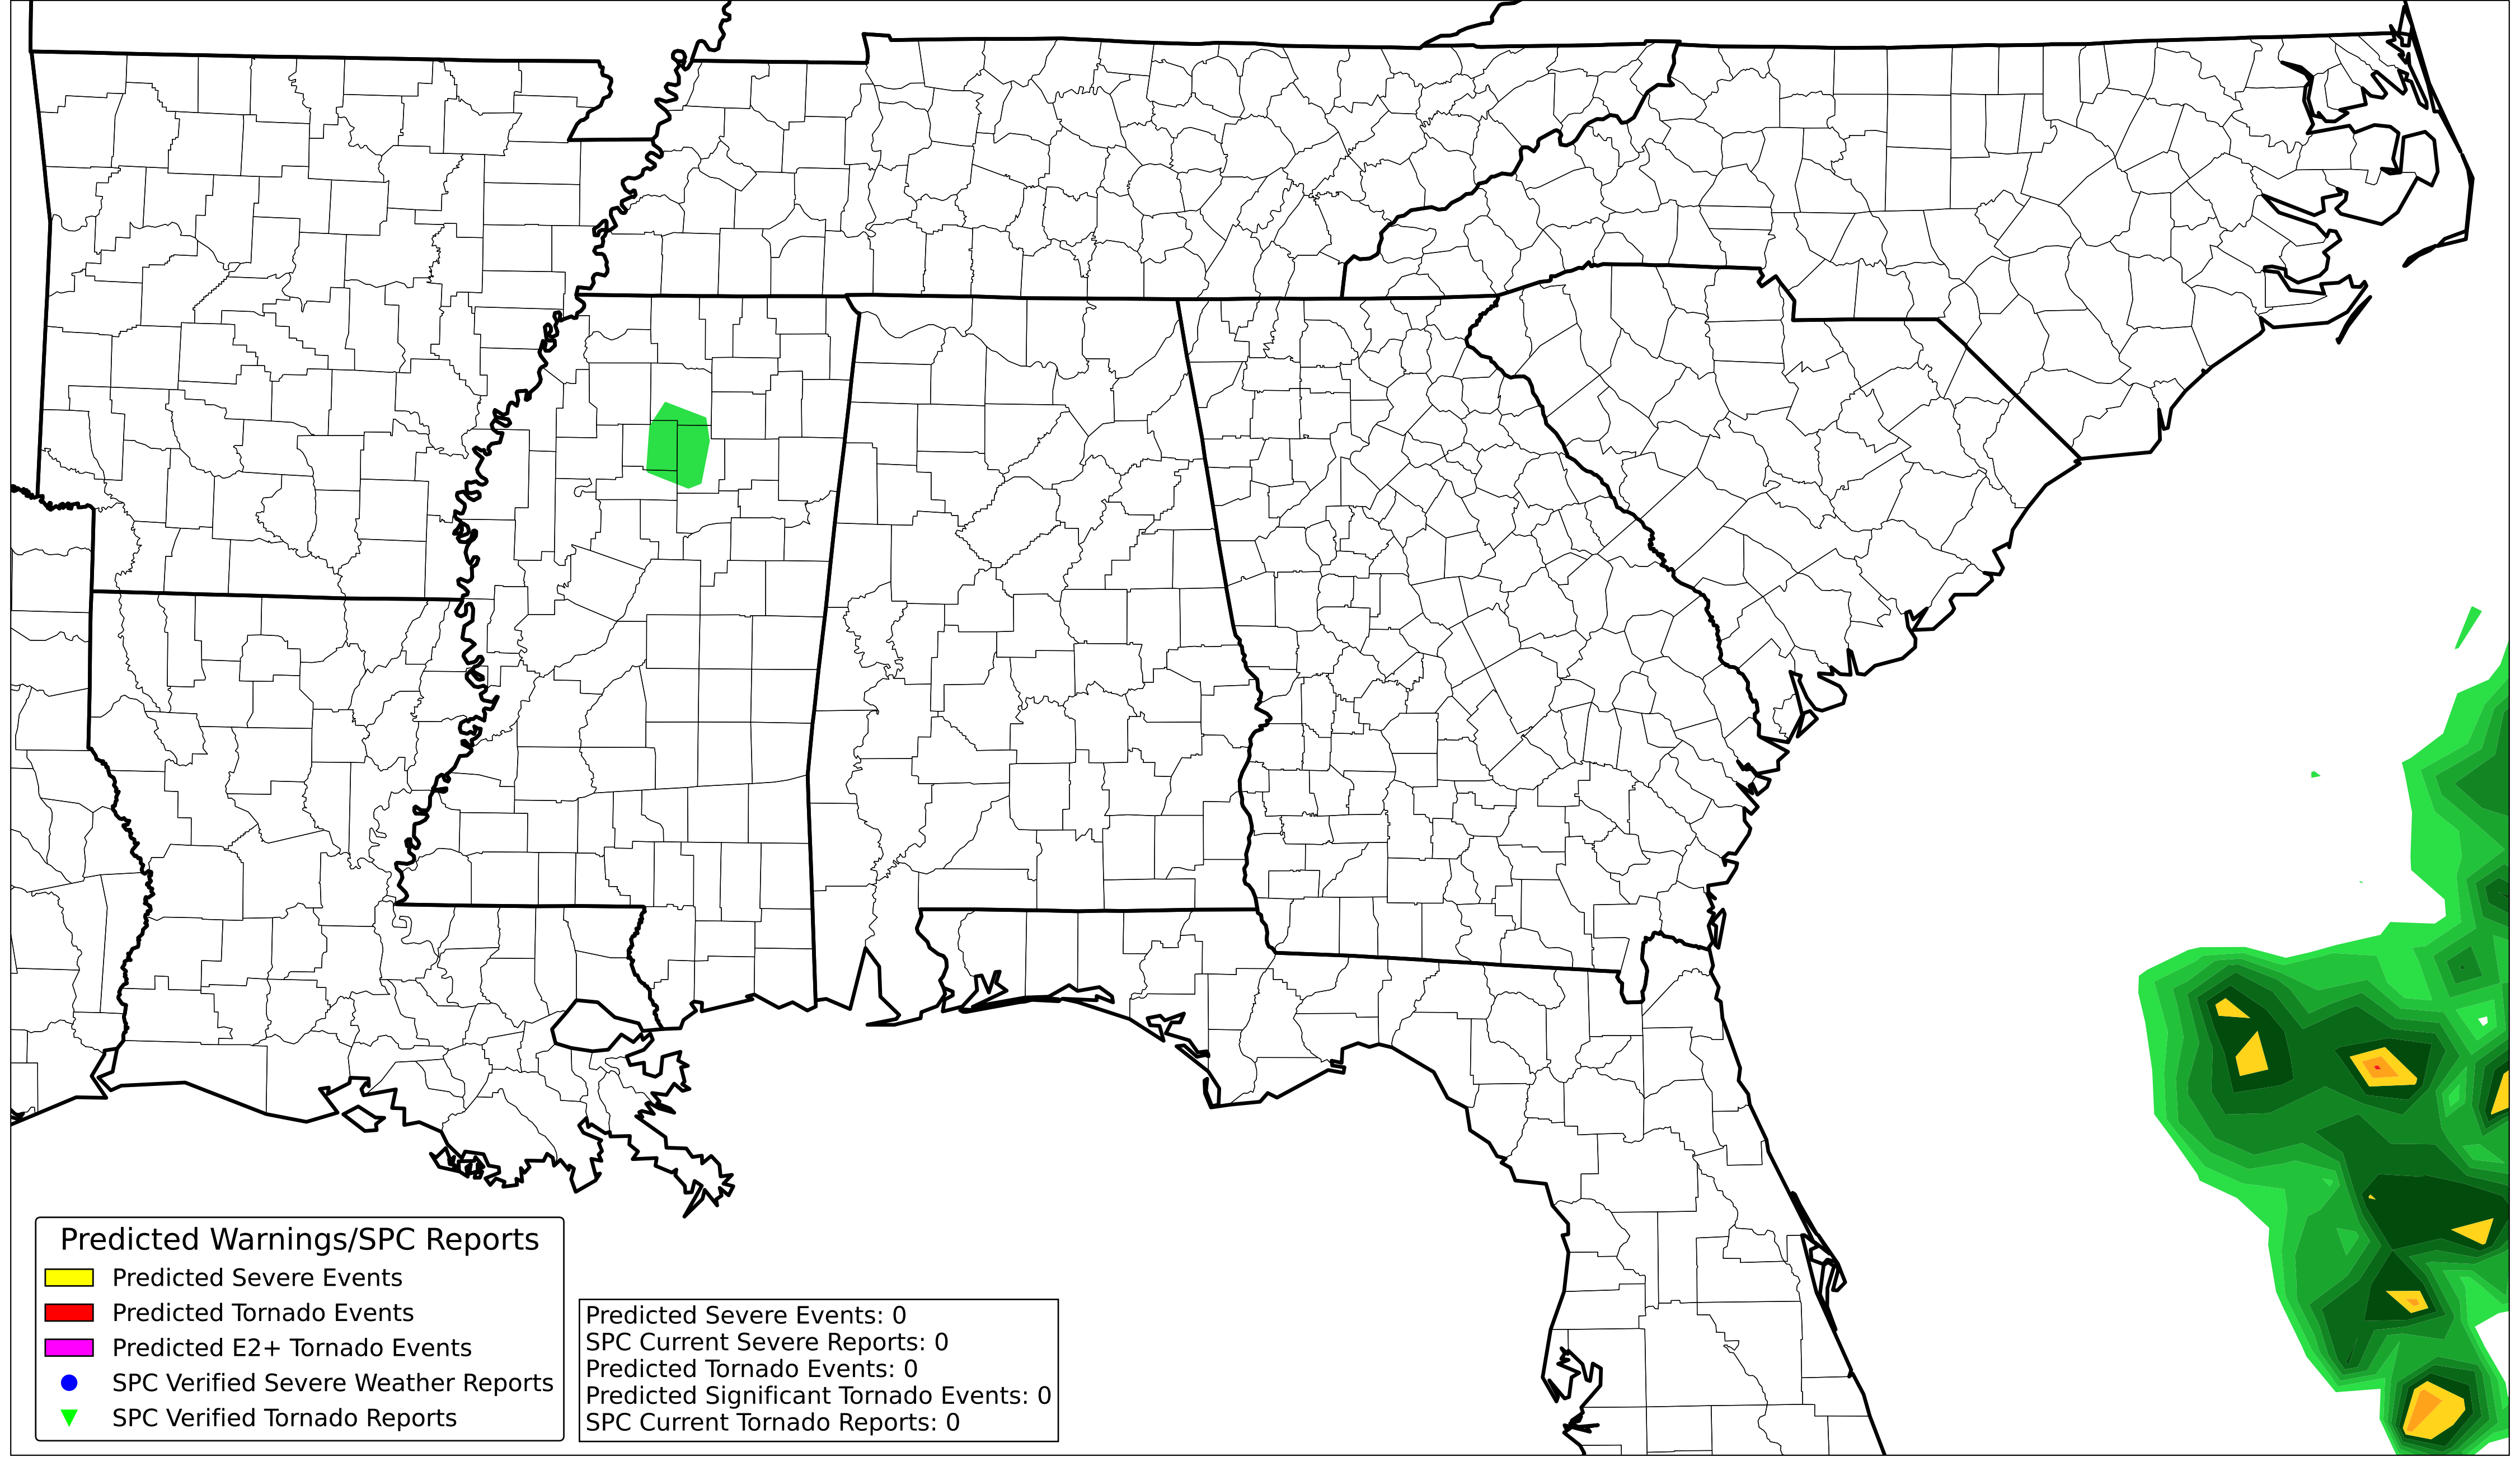 Predicted Warnings/SPC Reports
Predicted Severe Events
Predicted Tornado Events
Predicted E2+ Tornado Events
SPC Verified Severe Weather Reports
SPC Verified Tornado Reports
Predicted Severe Events: 0
SPC Current Severe Reports: 0
Predicted Tornado Events: 0
Predicted Significant Tornado Events: 0
SPC Current Tornado Reports: 0